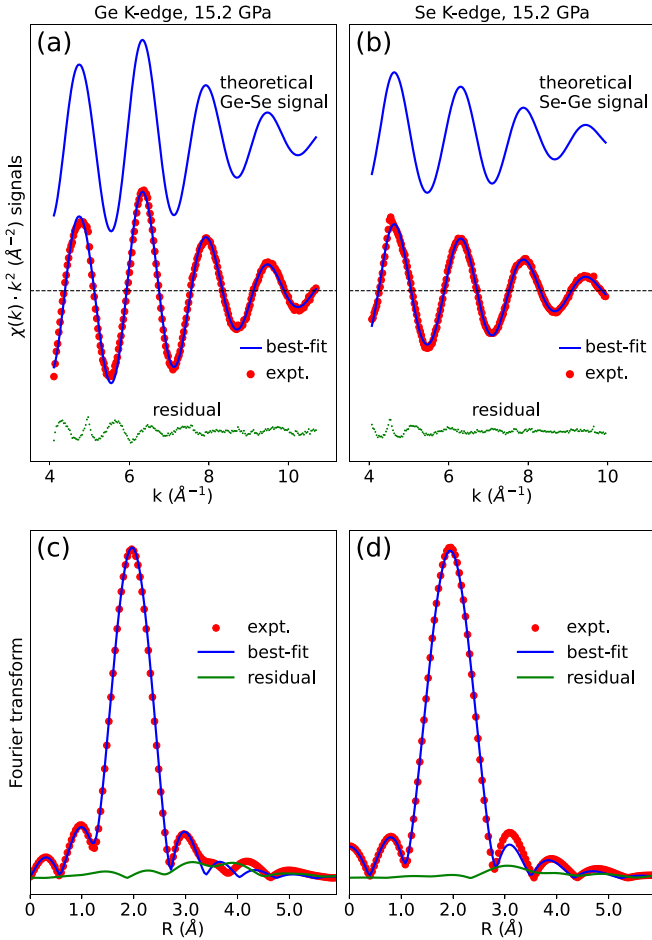 Ge K-edge, 15.2 GPa
Se K-edge, 15.2 GPa
(a)
theoretical
Ge-Se signal
(b)
theoretical
Se-Ge signal
χ(k) · k² (Å⁻²) signals
best-fit
expt.
residual
best-fit
expt.
residual
4 6 8 10
4 6 8 10
k (Å⁻¹)
k (Å⁻¹)
(c)
expt.
best-fit
residual
(d)
expt.
best-fit
residual
Fourier transform
0 1.0 2.0 3.0 4.0 5.0
0 1.0 2.0 3.0 4.0 5.0
R (Å)
R (Å)